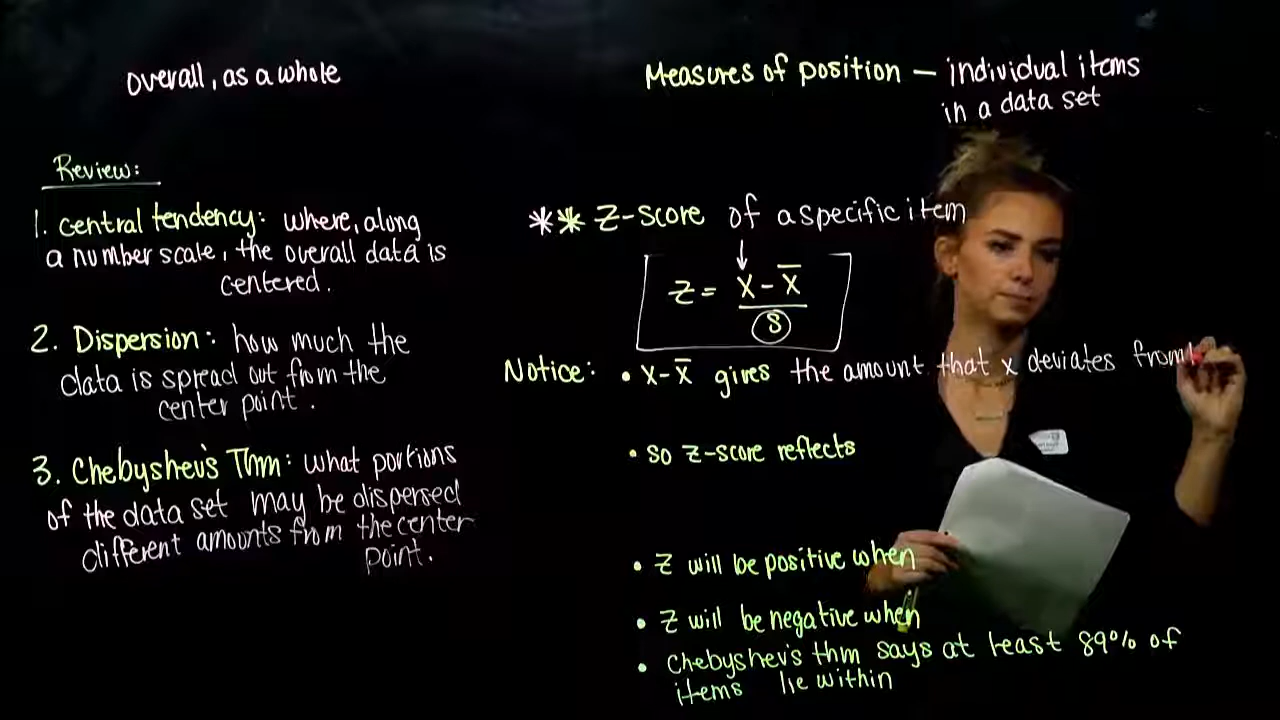 overall, as a whole
Measures of position – individual items
in a data set
Review:
1. Central tendency: where, along
a number scale, the overall data is
centered.
2. Dispersion: how much the
data is spread out from the
center point.
3. Chebyshev's Thm: what portions
of the data set may be dispersed
different amounts from the center
point.
** Z-score of a specific item
↓
Z = (x – x̄) / s
Notice: • x-x̄ gives the amount that x deviates from
• so z-score reflects
• Z will be positive when
• Z will be negative when
• Chebyshev's thm says at least 89% of
items lie within